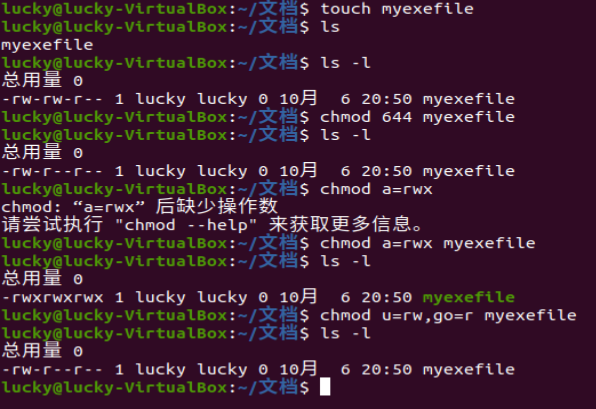 lucky@lucky-VirtualBox:~/文档$ touch myexefile
lucky@lucky-VirtualBox:~/文档$ ls
myexefile
lucky@lucky-VirtualBox:~/文档$ ls -l
总用量 0
-rw-rw-r-- 1 lucky lucky 0 10月  6 20:50 myexefile
lucky@lucky-VirtualBox:~/文档$ chmod 644 myexefile
lucky@lucky-VirtualBox:~/文档$ ls -l
总用量 0
-rw-r--r-- 1 lucky lucky 0 10月  6 20:50 myexefile
lucky@lucky-VirtualBox:~/文档$ chmod a=rwx
chmod: “a=rwx” 后缺少操作数
请尝试执行 "chmod --help" 来获取更多信息。
lucky@lucky-VirtualBox:~/文档$ chmod a=rwx myexefile
lucky@lucky-VirtualBox:~/文档$ ls -l
总用量 0
-rwxrwxrwx 1 lucky lucky 0 10月  6 20:50 myexefile
lucky@lucky-VirtualBox:~/文档$ chmod u=rw,go=r myexefile
lucky@lucky-VirtualBox:~/文档$ ls -l
总用量 0
-rw-r--r-- 1 lucky lucky 0 10月  6 20:50 myexefile
lucky@lucky-VirtualBox:~/文档$